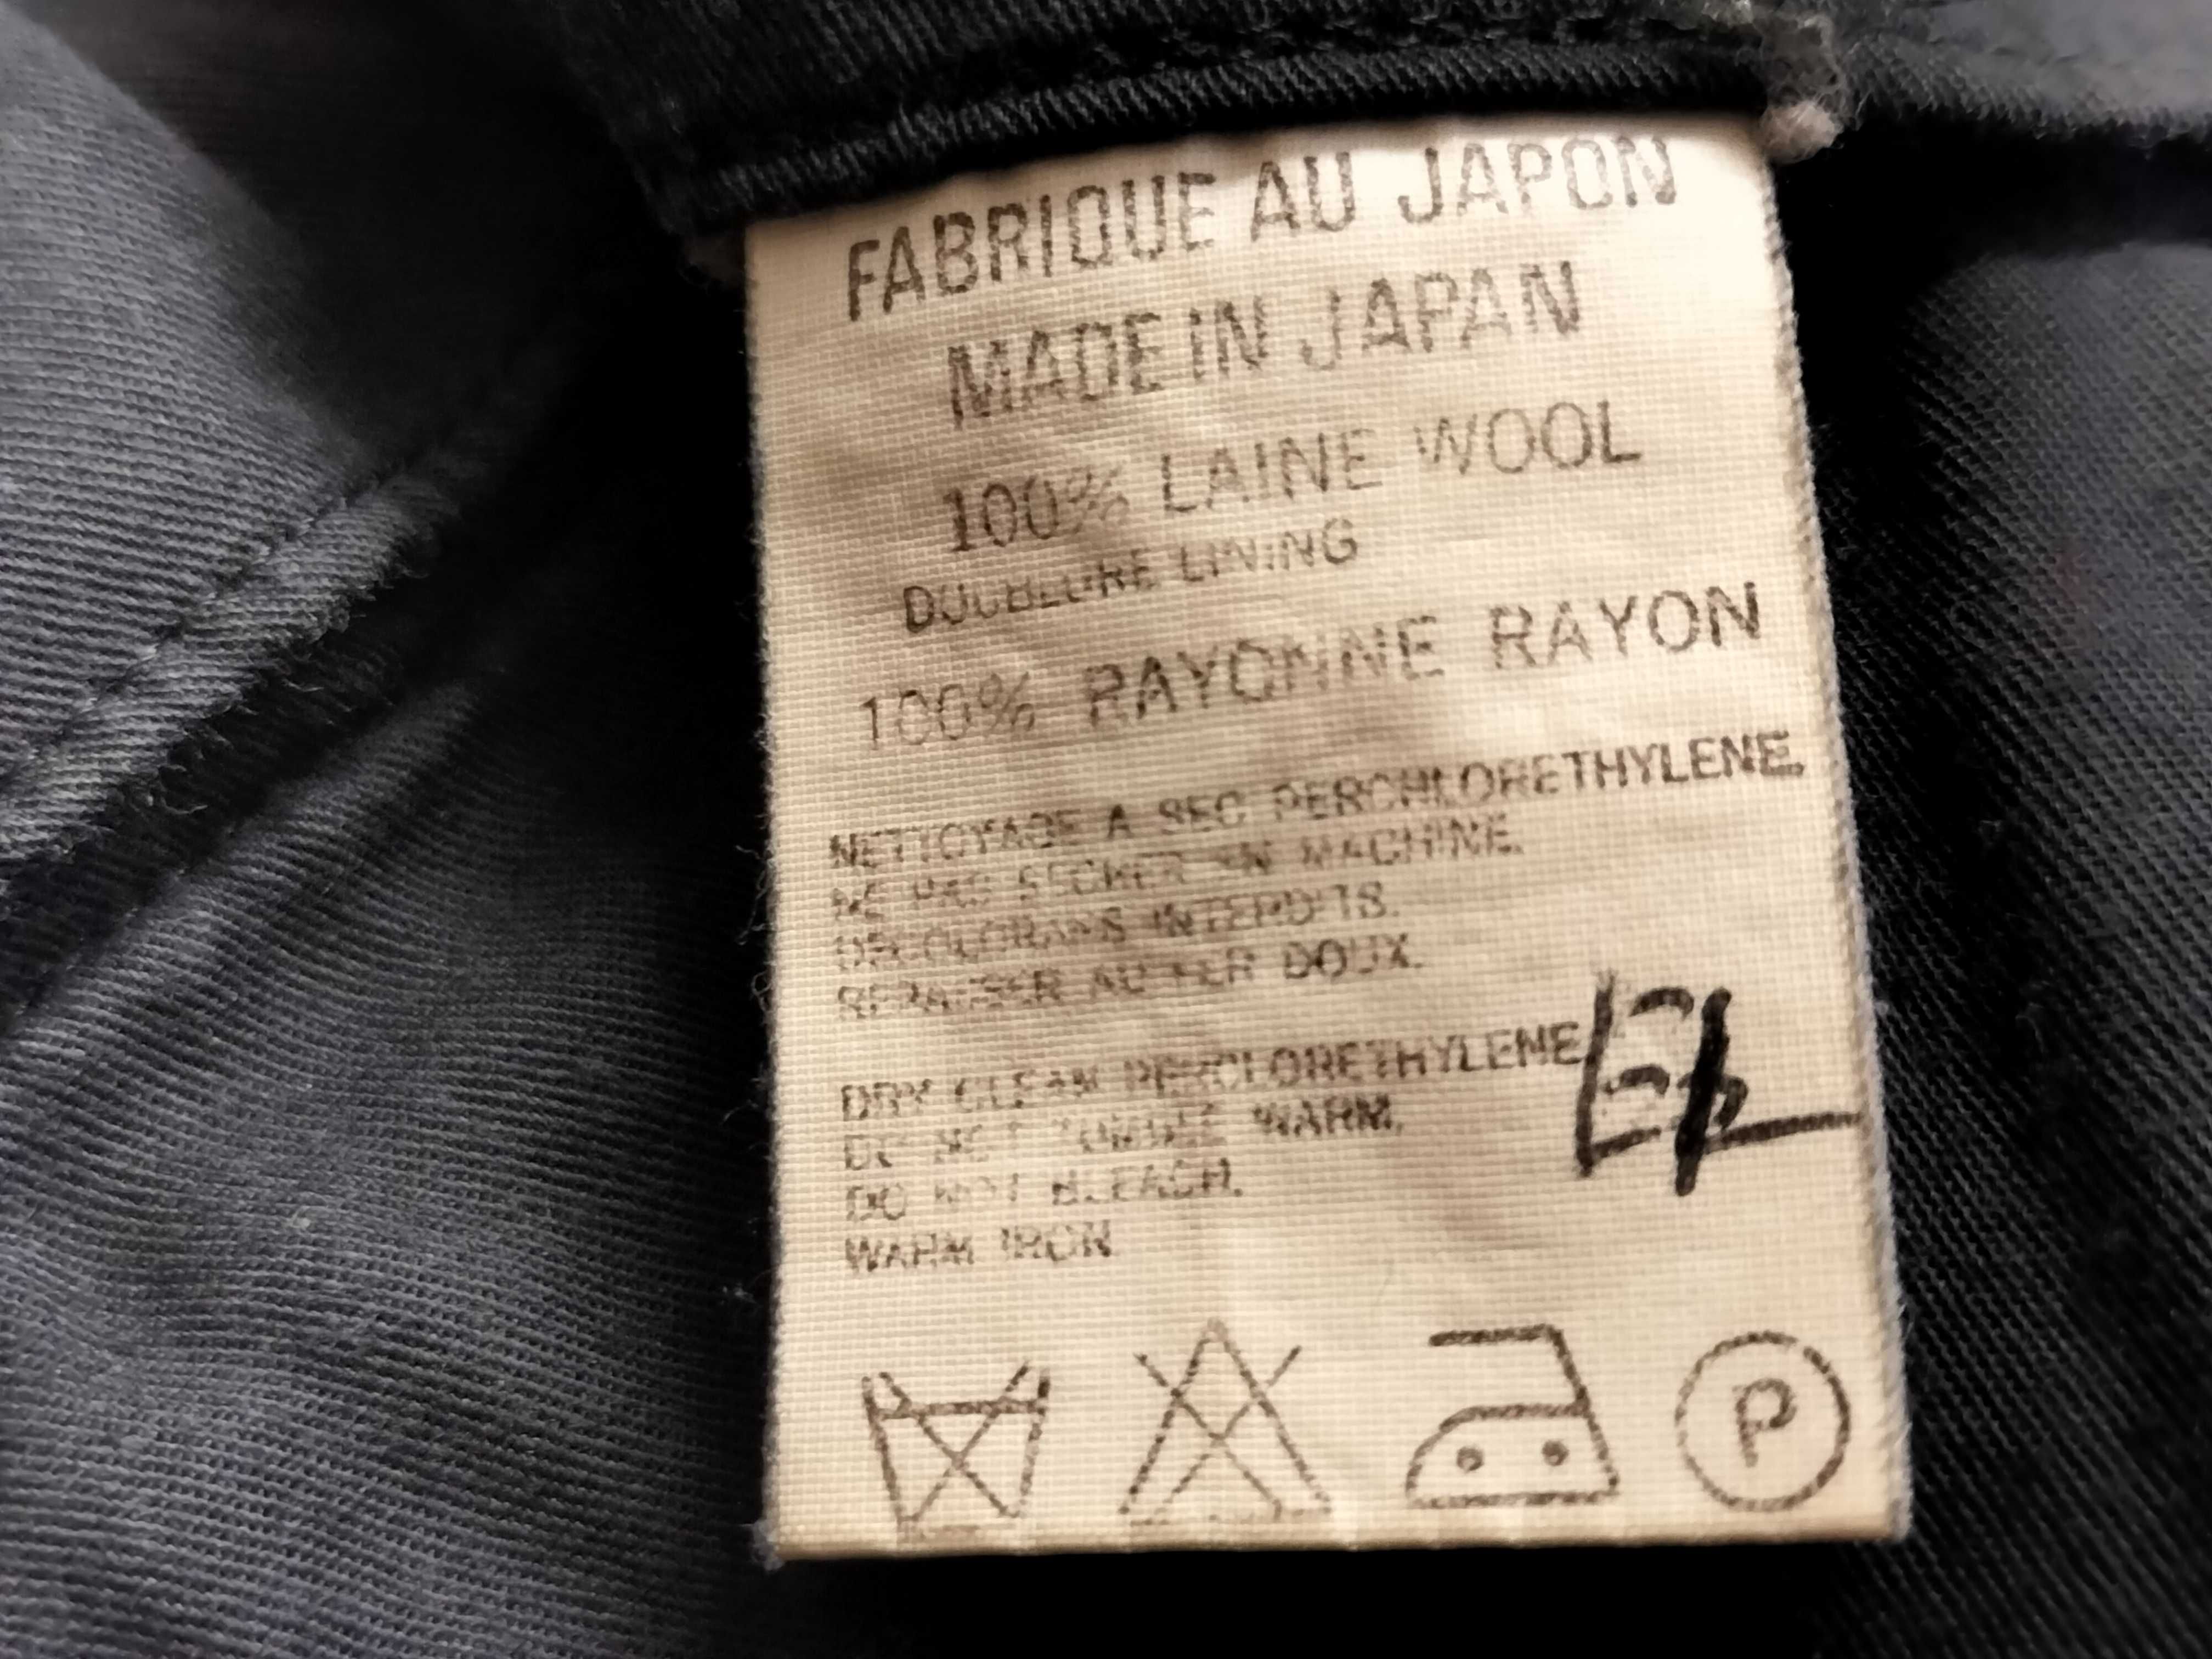 FABRIQUE AU JAPON
MADE IN JAPAN
100% LAINE WOOL
DOUBLURE LINING
100% RAYONNE RAYON
NETTOYAGE A SEC PERCHLORETHYLENE.
NE PAS SECHER EN MACHINE.
DECOLORANS INTERDITS.
REPASSER AU FER DOUX.
DRY CLEAN PERCLORETHYLENE
DO NOT TUMBLE WARM.
DO NOT BLEACH.
WARM IRON
P